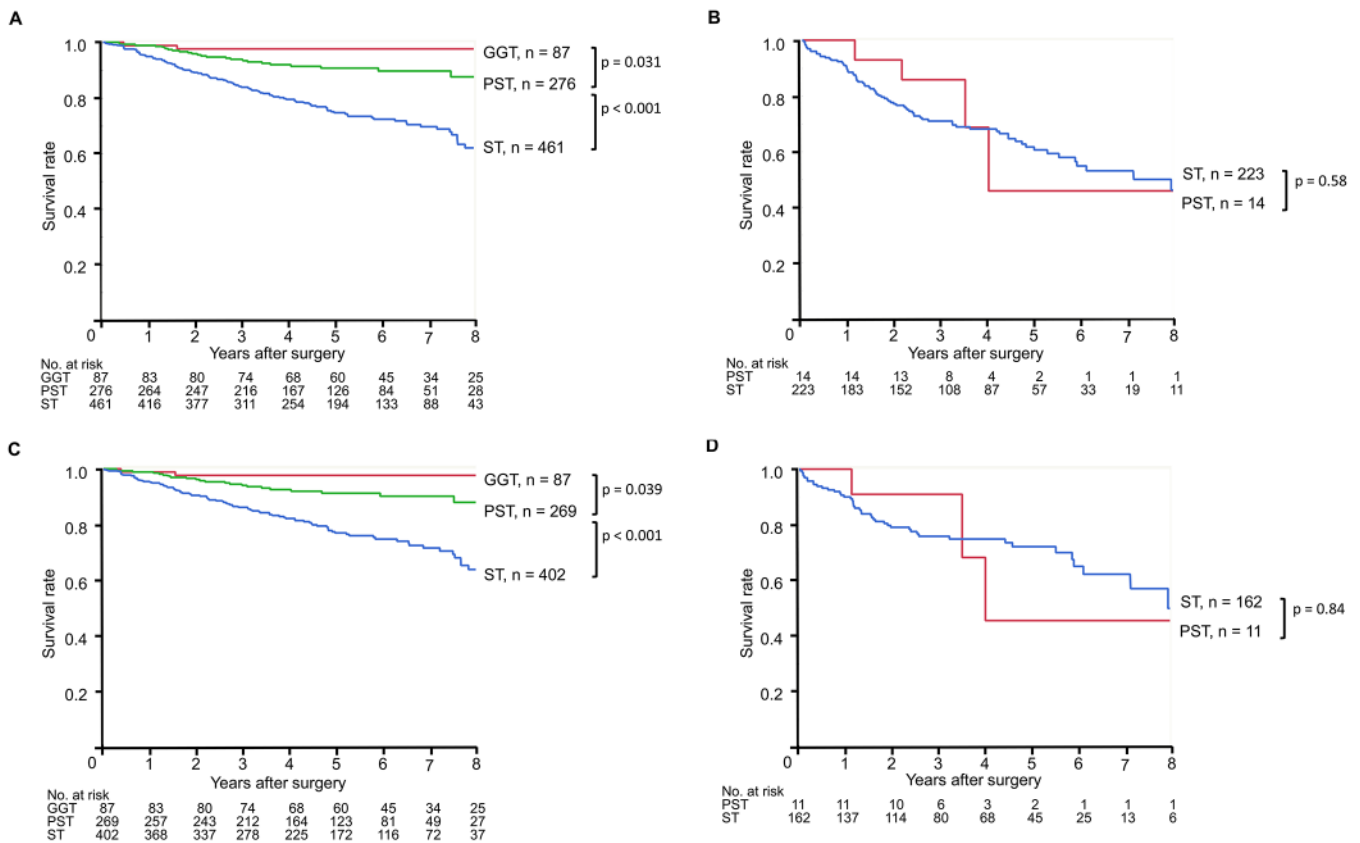 A
1.0
0.8
0.6
0.4
0.2
Survival rate
GGT, n = 87
PST, n = 276
ST, n = 461
p = 0.031
p < 0.001
0 1 2 3 4 5 6 7 8
Years after surgery
No. at risk
GGT 87 83 80 74 68 60 45 34 25
PST 276 264 247 216 167 126 84 51 28
ST 461 416 377 311 254 194 133 88 43
B
1.0
0.8
0.6
0.4
0.2
Survival rate
ST, n = 223
PST, n = 14
p = 0.58
0 1 2 3 4 5 6 7 8
Years after surgery
No. at risk
PST 14 14 13 8 4 2 1 1 1
ST 223 183 152 108 87 57 33 19 11
C
1.0
0.8
0.6
0.4
0.2
Survival rate
GGT, n = 87
PST, n = 269
ST, n = 402
p = 0.039
p < 0.001
0 1 2 3 4 5 6 7 8
Years after surgery
No. at risk
GGT 87 83 80 74 68 60 45 34 25
PST 269 257 243 212 164 123 81 49 27
ST 402 368 337 278 225 172 116 72 37
D
1.0
0.8
0.6
0.4
0.2
Survival rate
ST, n = 162
PST, n = 11
p = 0.84
0 1 2 3 4 5 6 7 8
Years after surgery
No. at risk
PST 11 11 10 6 3 2 1 1 1
ST 162 137 114 80 68 45 25 13 6